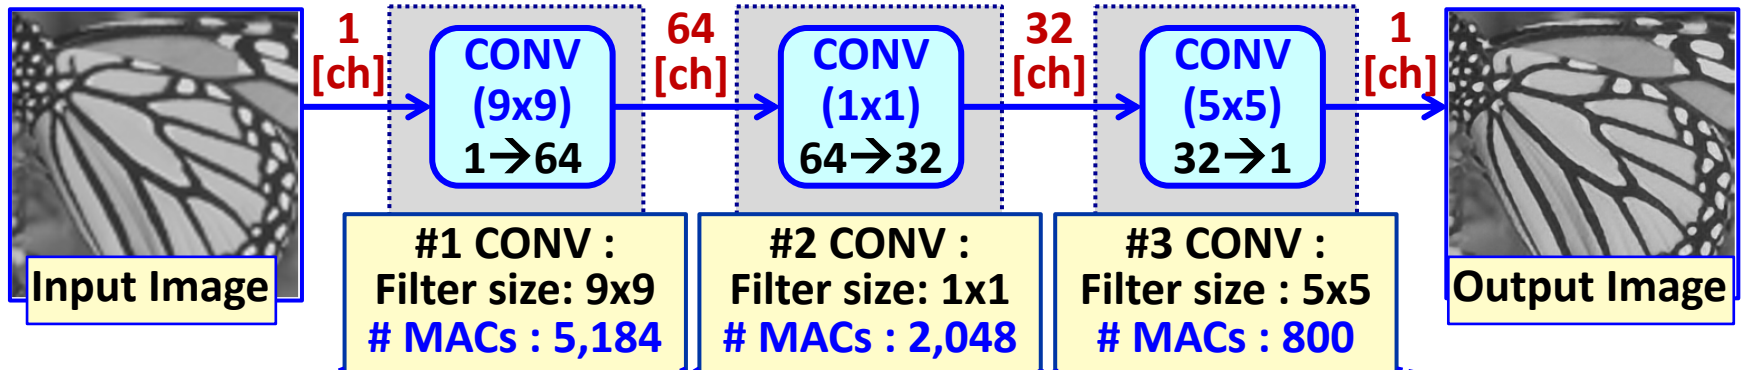 1
[ch]
CONV
(9x9)
1→64
64
[ch]
CONV
(1x1)
64→32
32
[ch]
CONV
(5x5)
32→1
1
[ch]
Input Image
#1 CONV :
Filter size: 9x9
# MACs : 5,184
#2 CONV :
Filter size: 1x1
# MACs : 2,048
#3 CONV :
Filter size : 5x5
# MACs : 800
Output Image